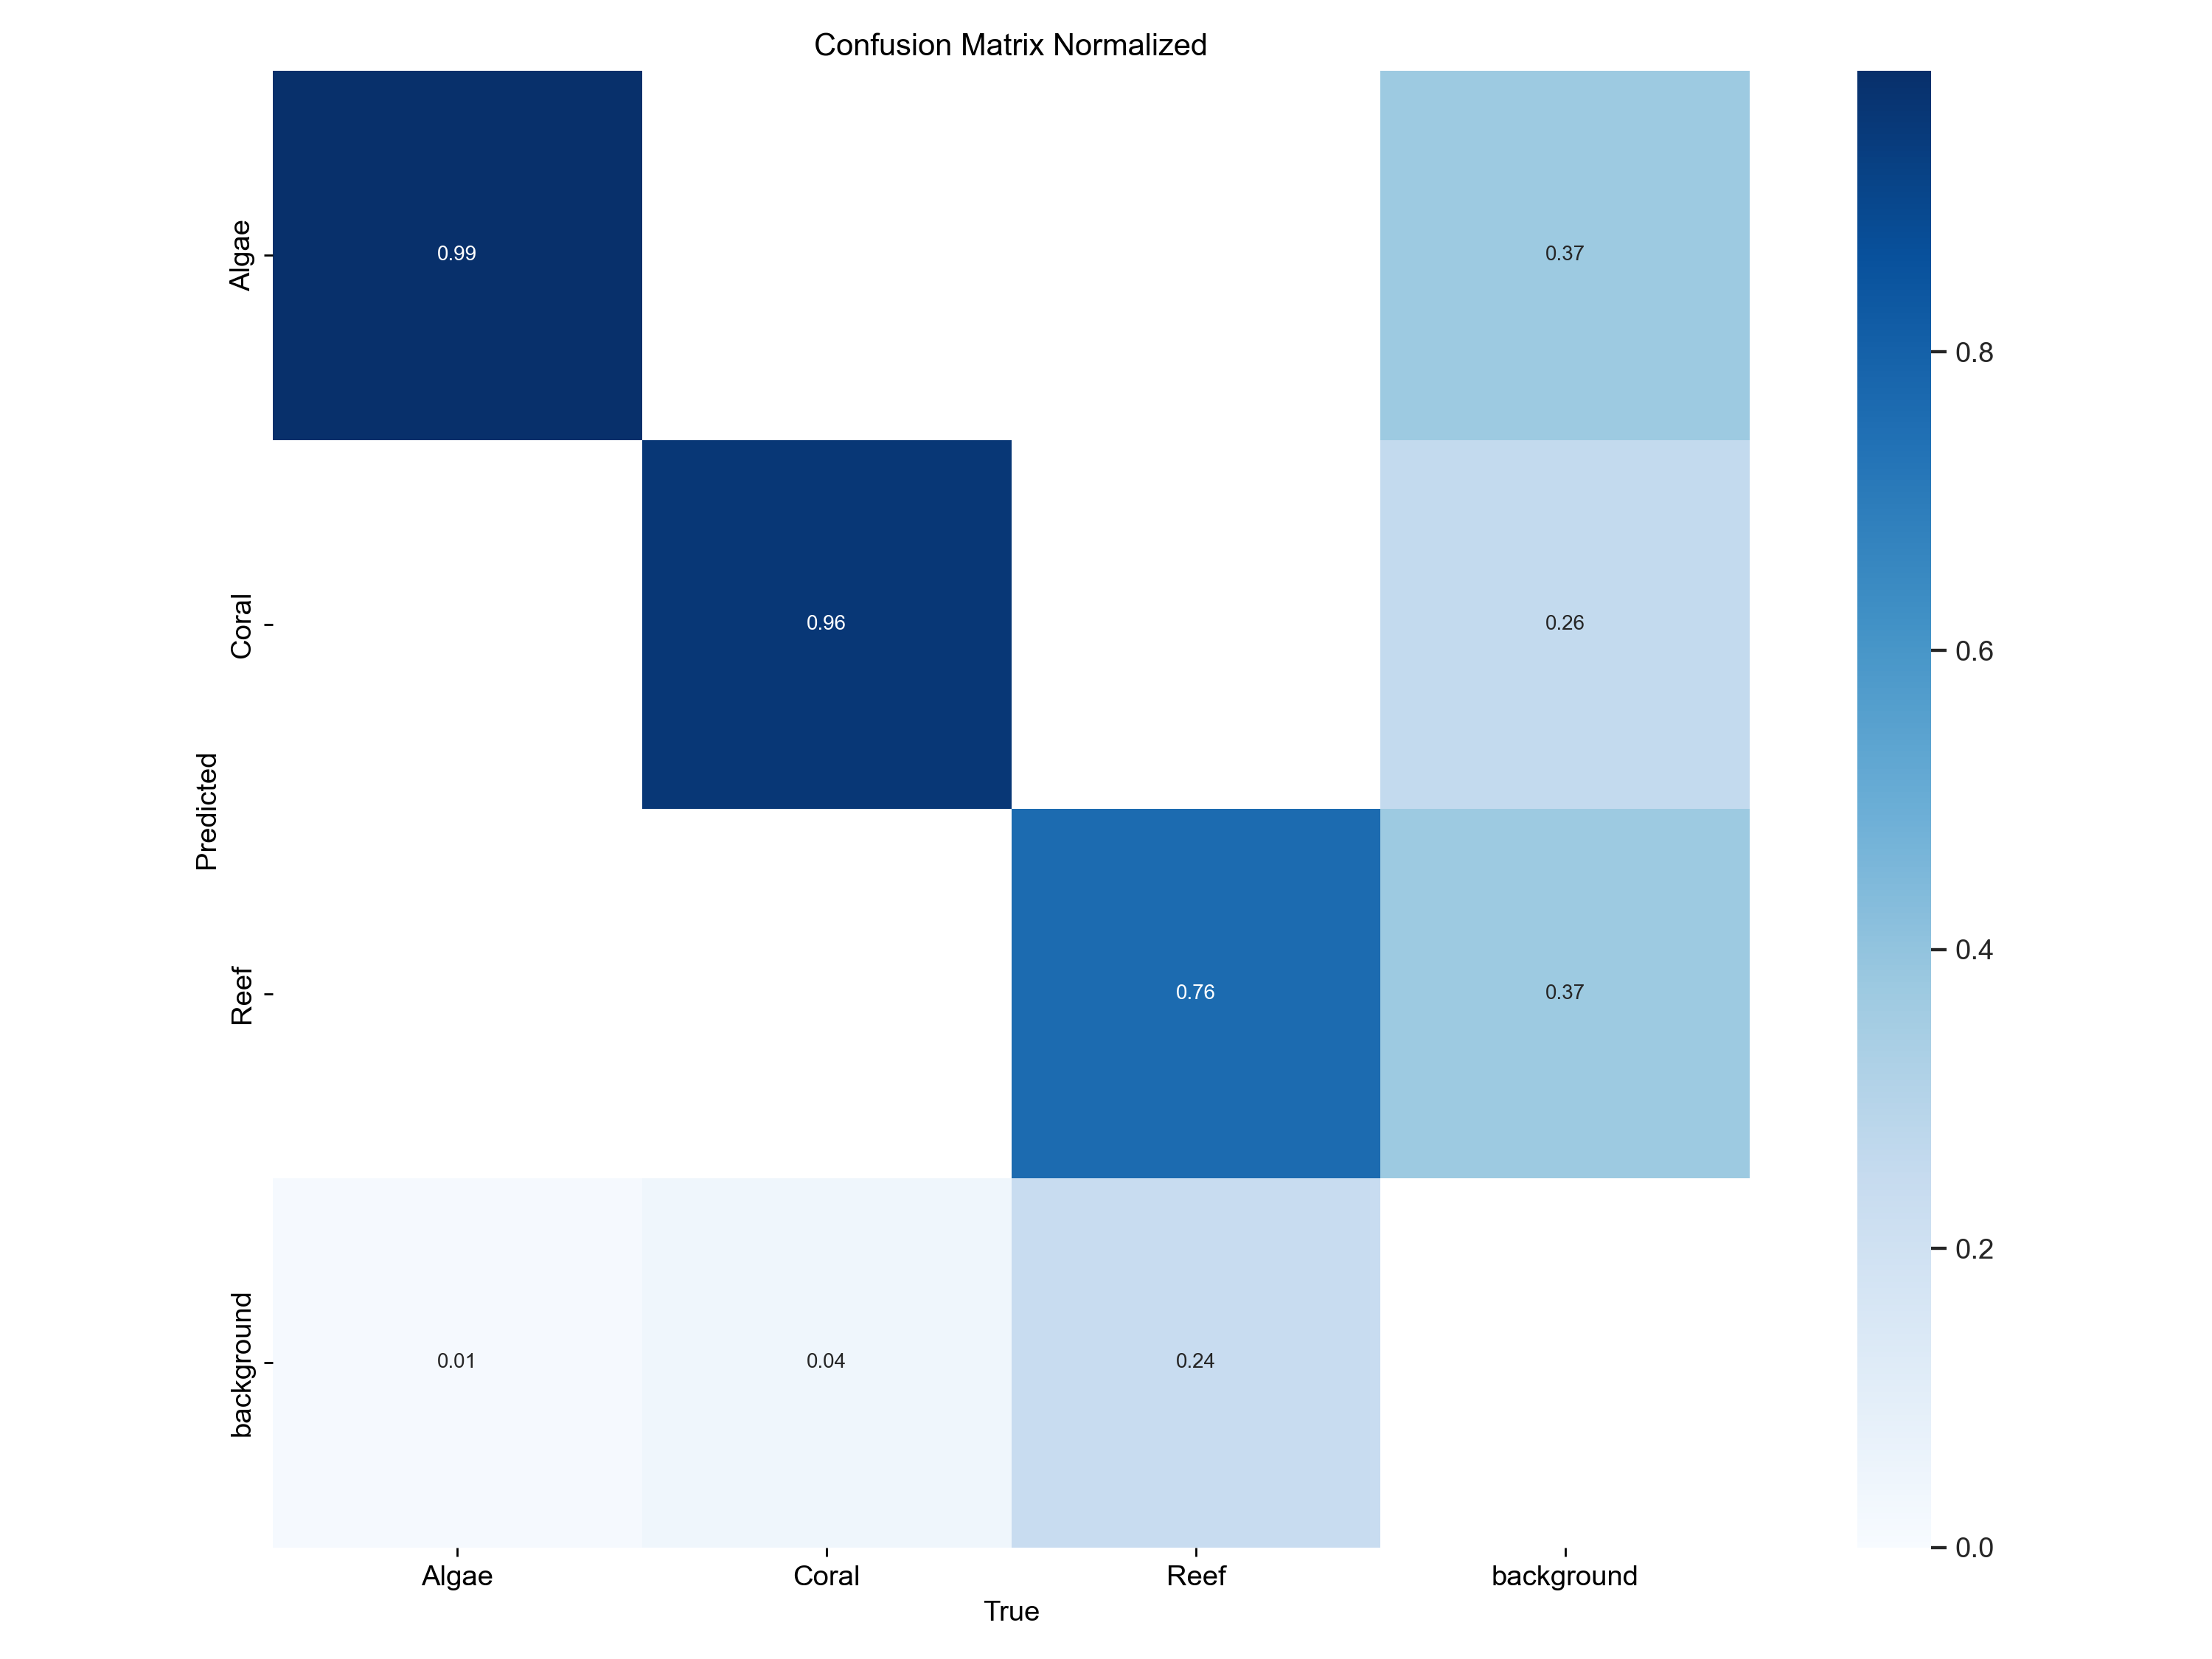 Confusion Matrix Normalized
Algae
0.99
0.37
0.8
Coral
0.96
0.26
0.6
Predicted
Reef
0.76
0.37
0.4
background
0.01
0.04
0.24
0.2
0.0
Algae
Coral
Reef
background
True